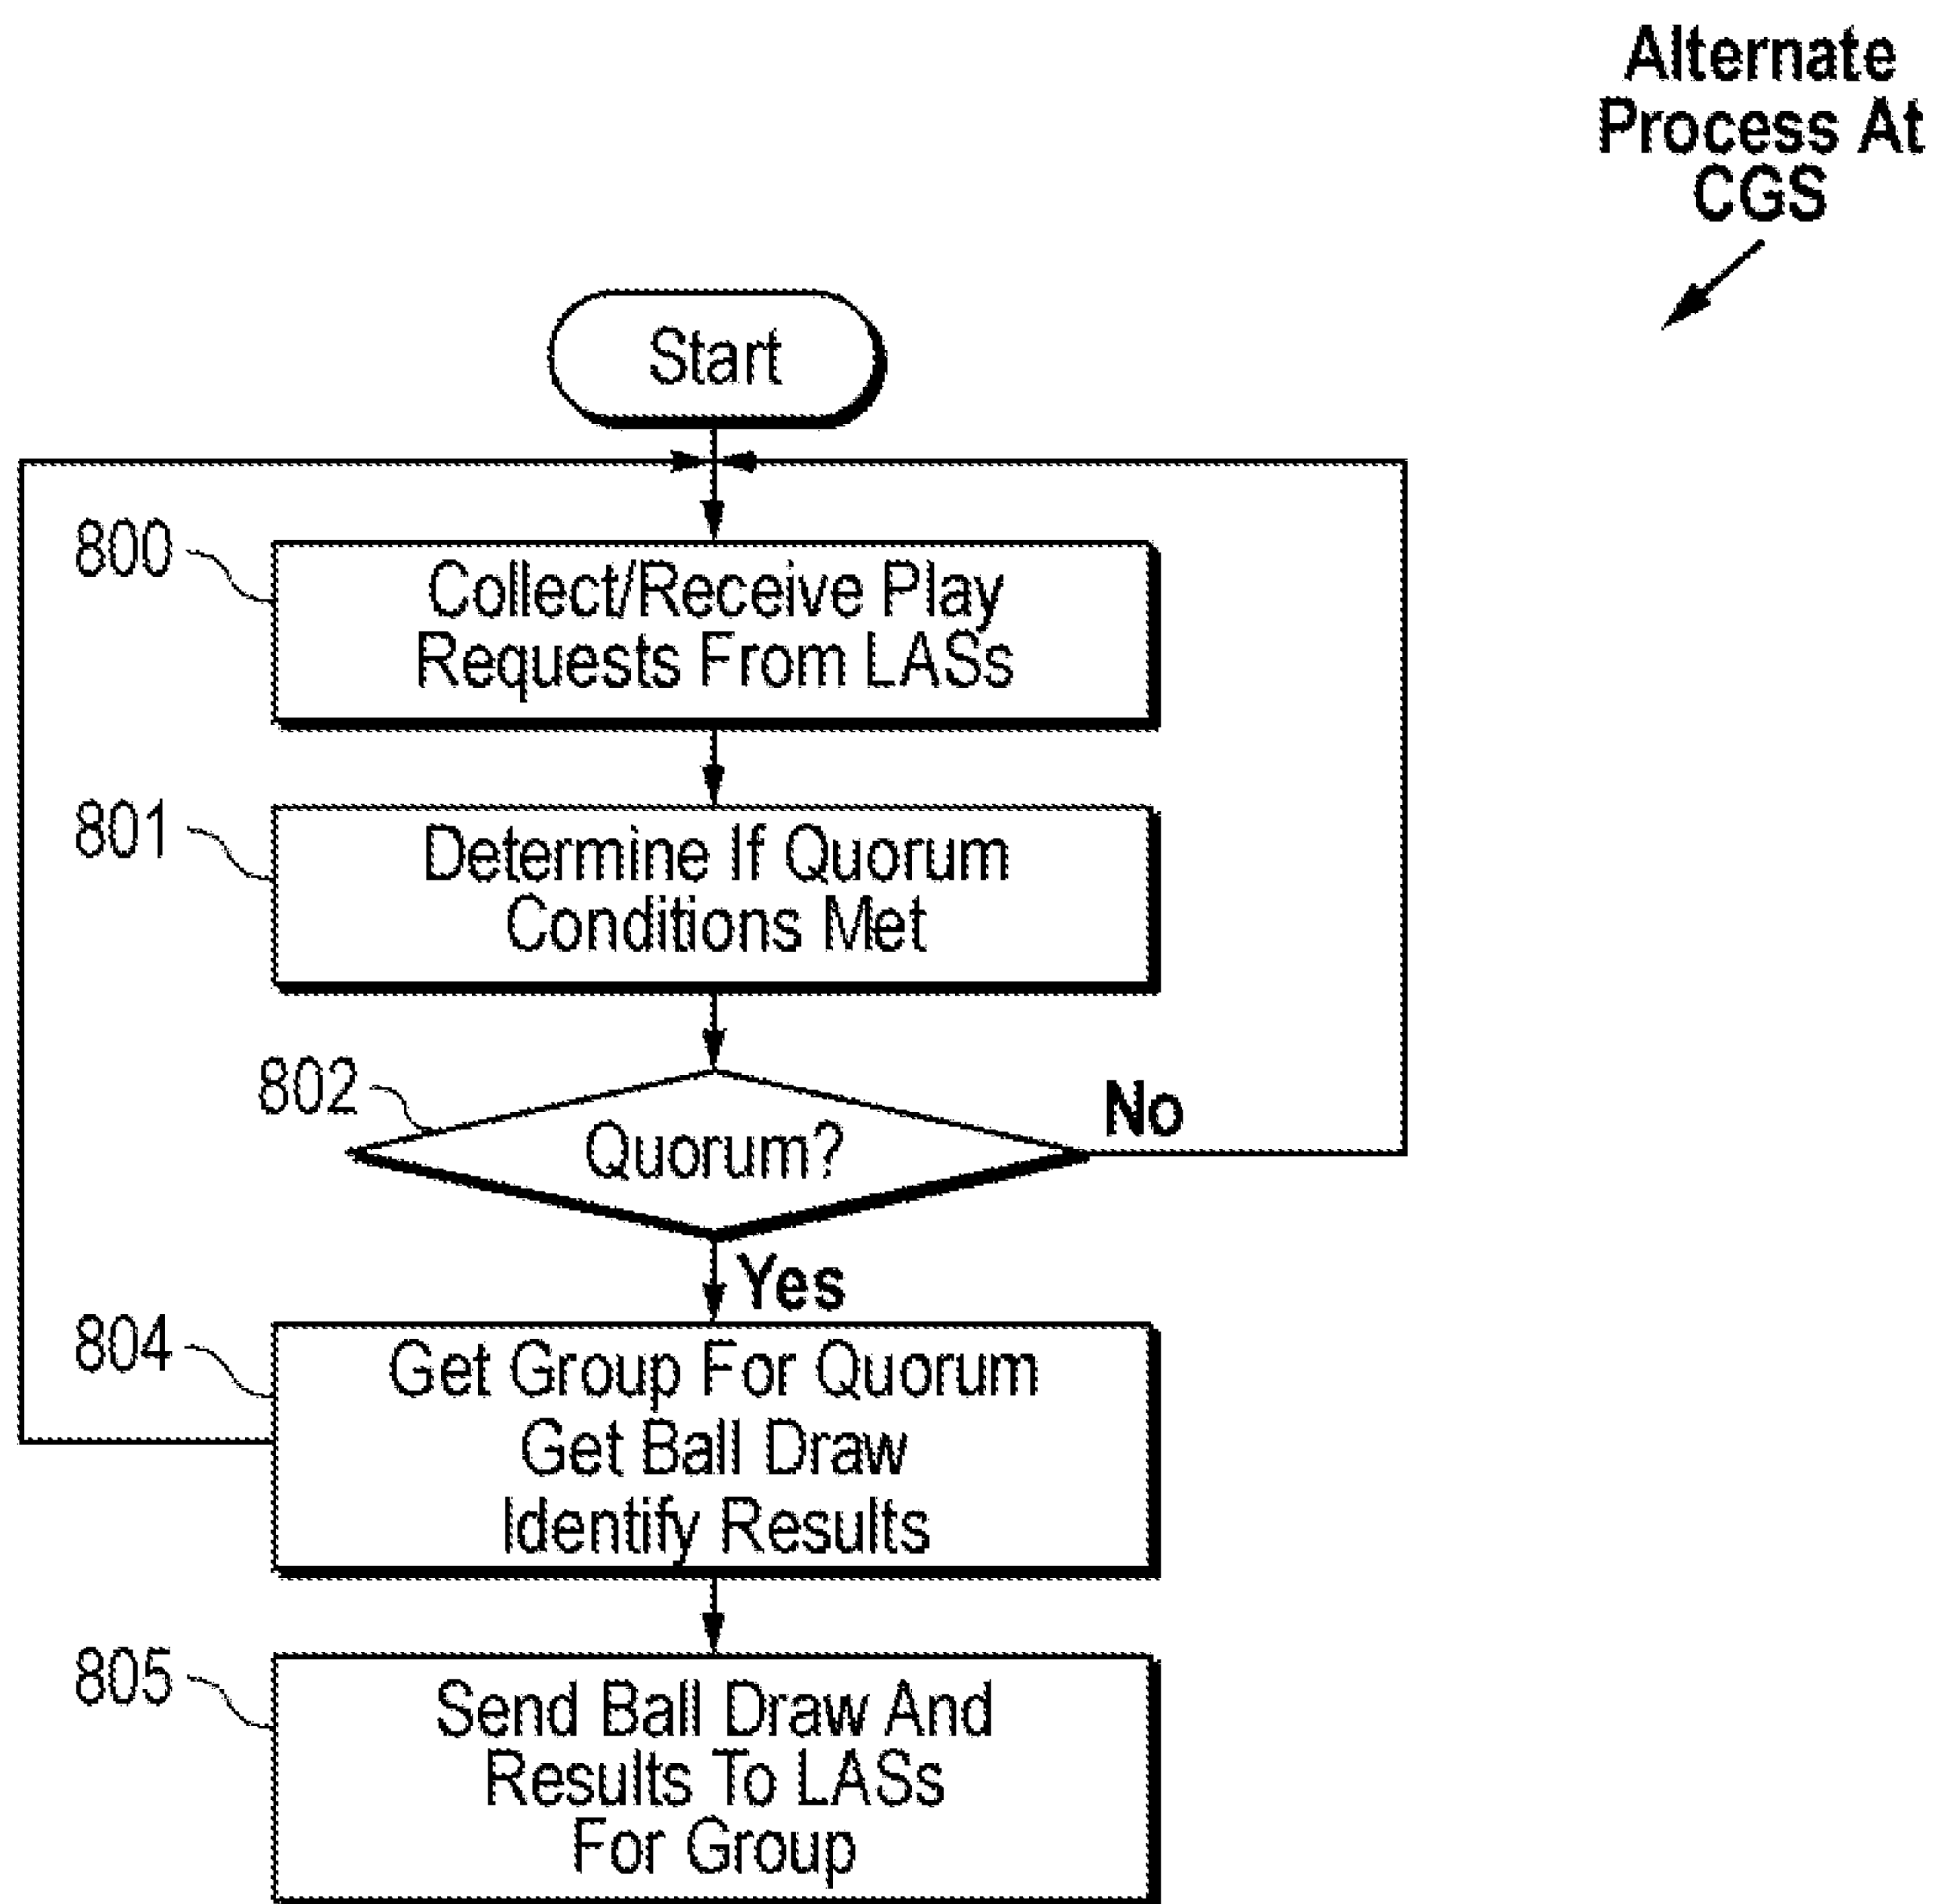 Alternate
Process At
CGS
Start
800
Collect/Receive Play
Requests From LASs
801
Determine If Quorum
Conditions Met
802
Quorum?
No
Yes
804
Get Group For Quorum
Get Ball Draw
Identify Results
805
Send Ball Draw And
Results To LASs
For Group